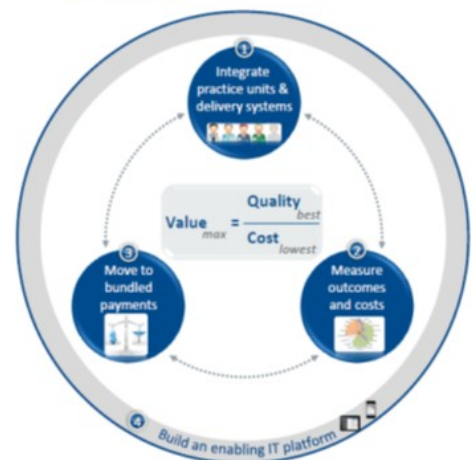 1
Integrate
practice units &
delivery systems
Value max = Quality best
Cost lowest
3
Move to
bundled
payments
2
Measure
outcomes
and costs
4 Build an enabling IT platform